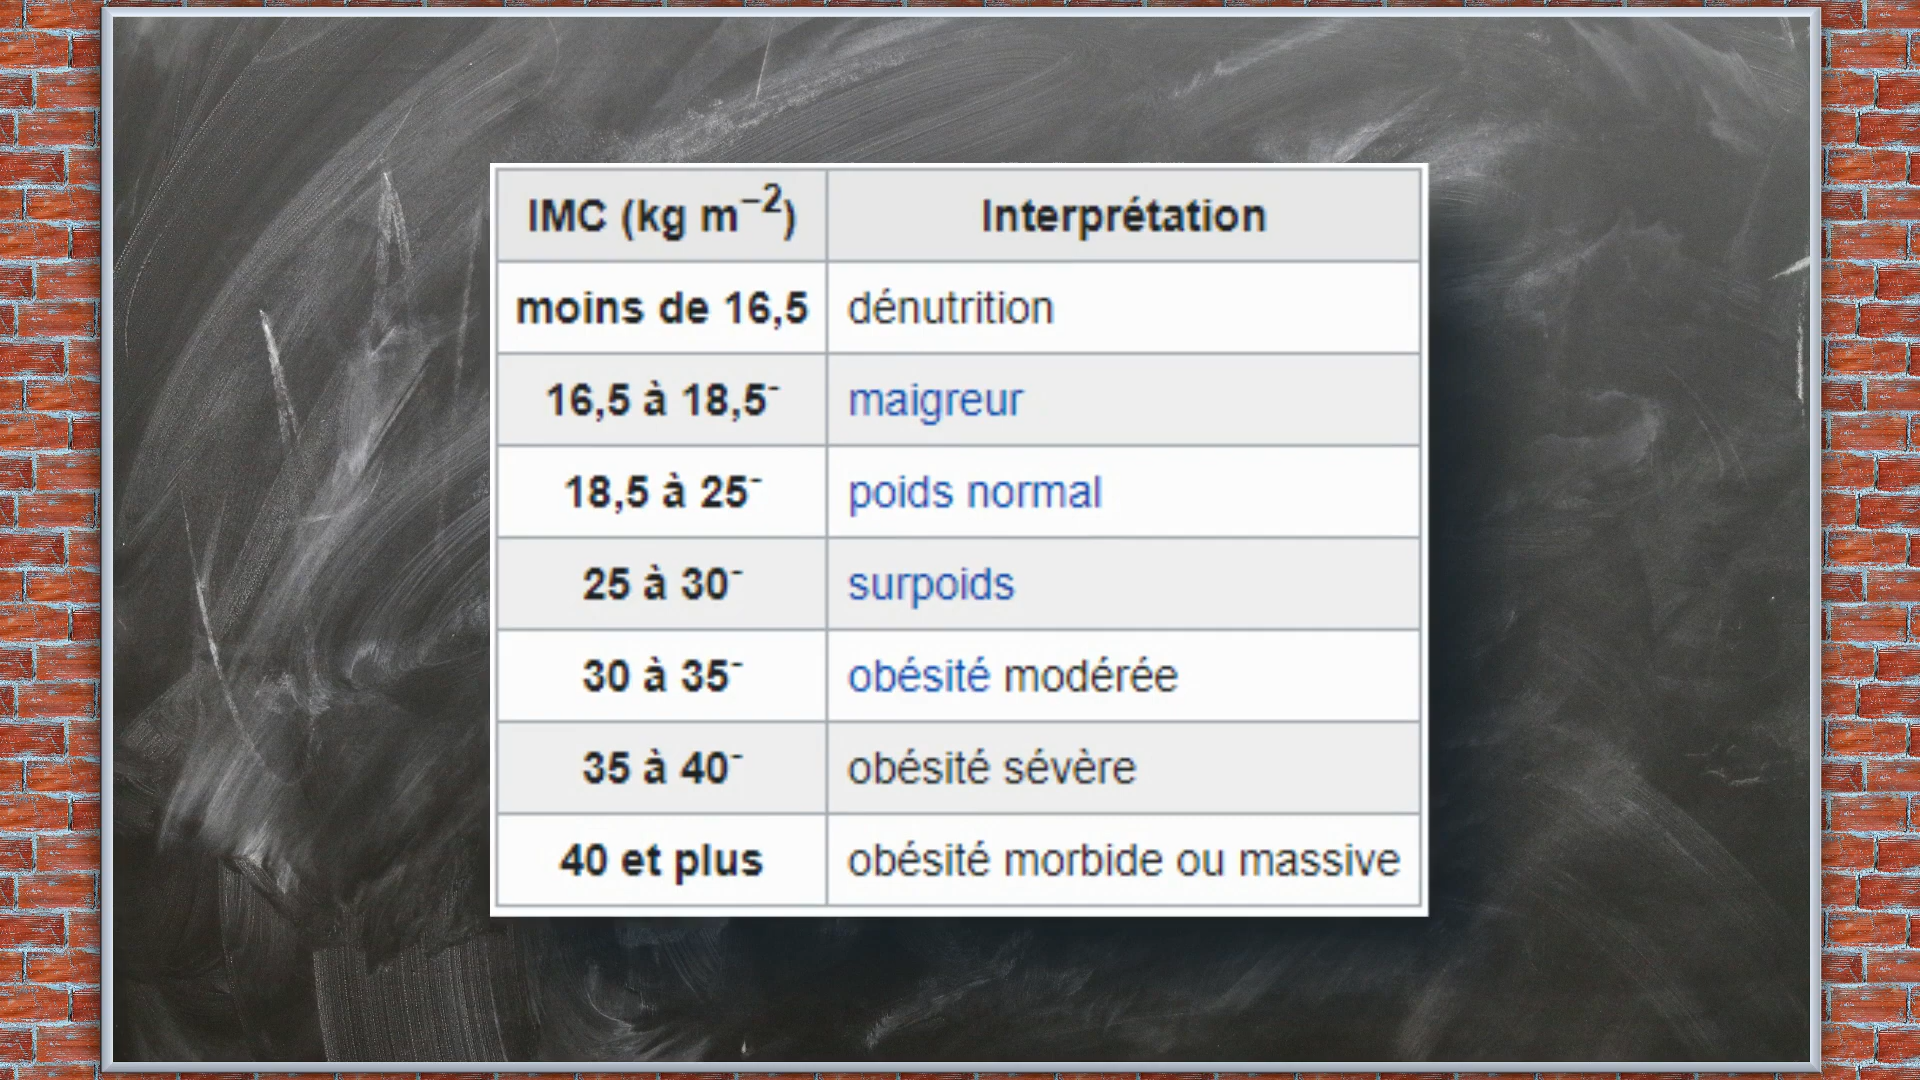 IMC (kg m⁻²) Interprétation
moins de 16,5 dénutrition
16,5 à 18,5⁻ maigreur
18,5 à 25⁻ poids normal
25 à 30⁻ surpoids
30 à 35⁻ obésité modérée
35 à 40⁻ obésité sévère
40 et plus obésité morbide ou massive